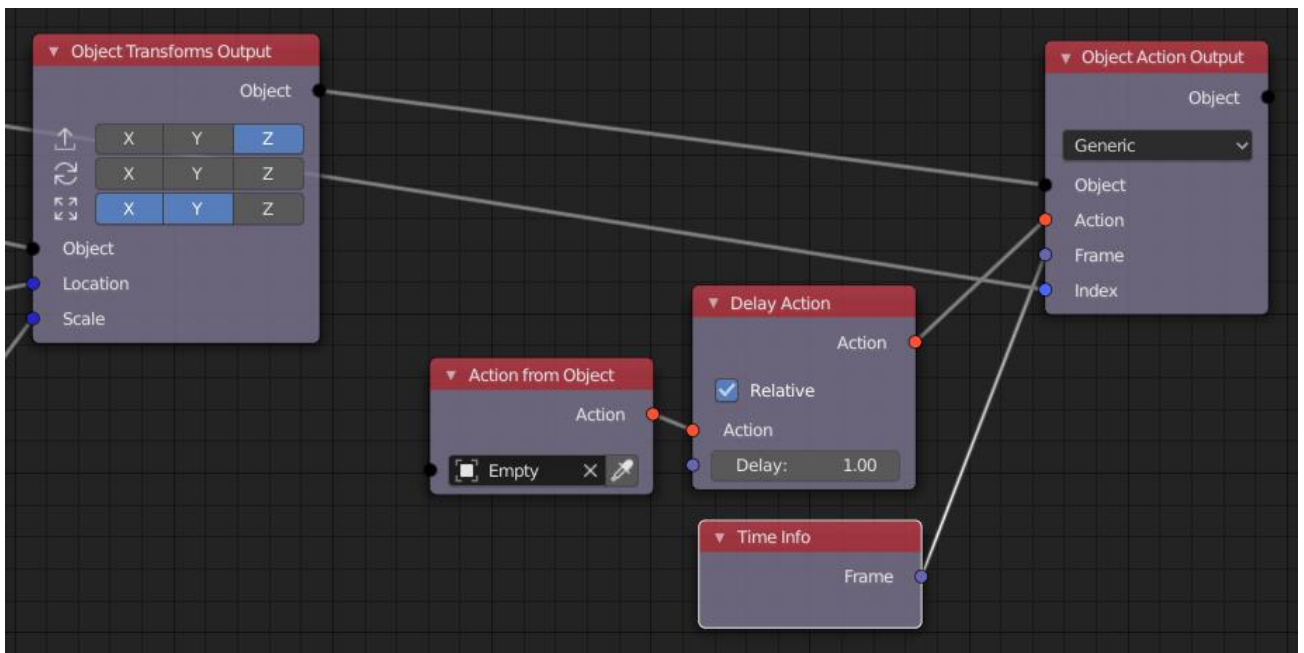 Object Transforms Output
Object
X Y Z
X Y Z
X Y Z
Object
Location
Scale
Action from Object
Action
Empty
Delay Action
Action
Relative
Action
Delay: 1.00
Time Info
Frame
Object Action Output
Object
Generic
Object
Action
Frame
Index